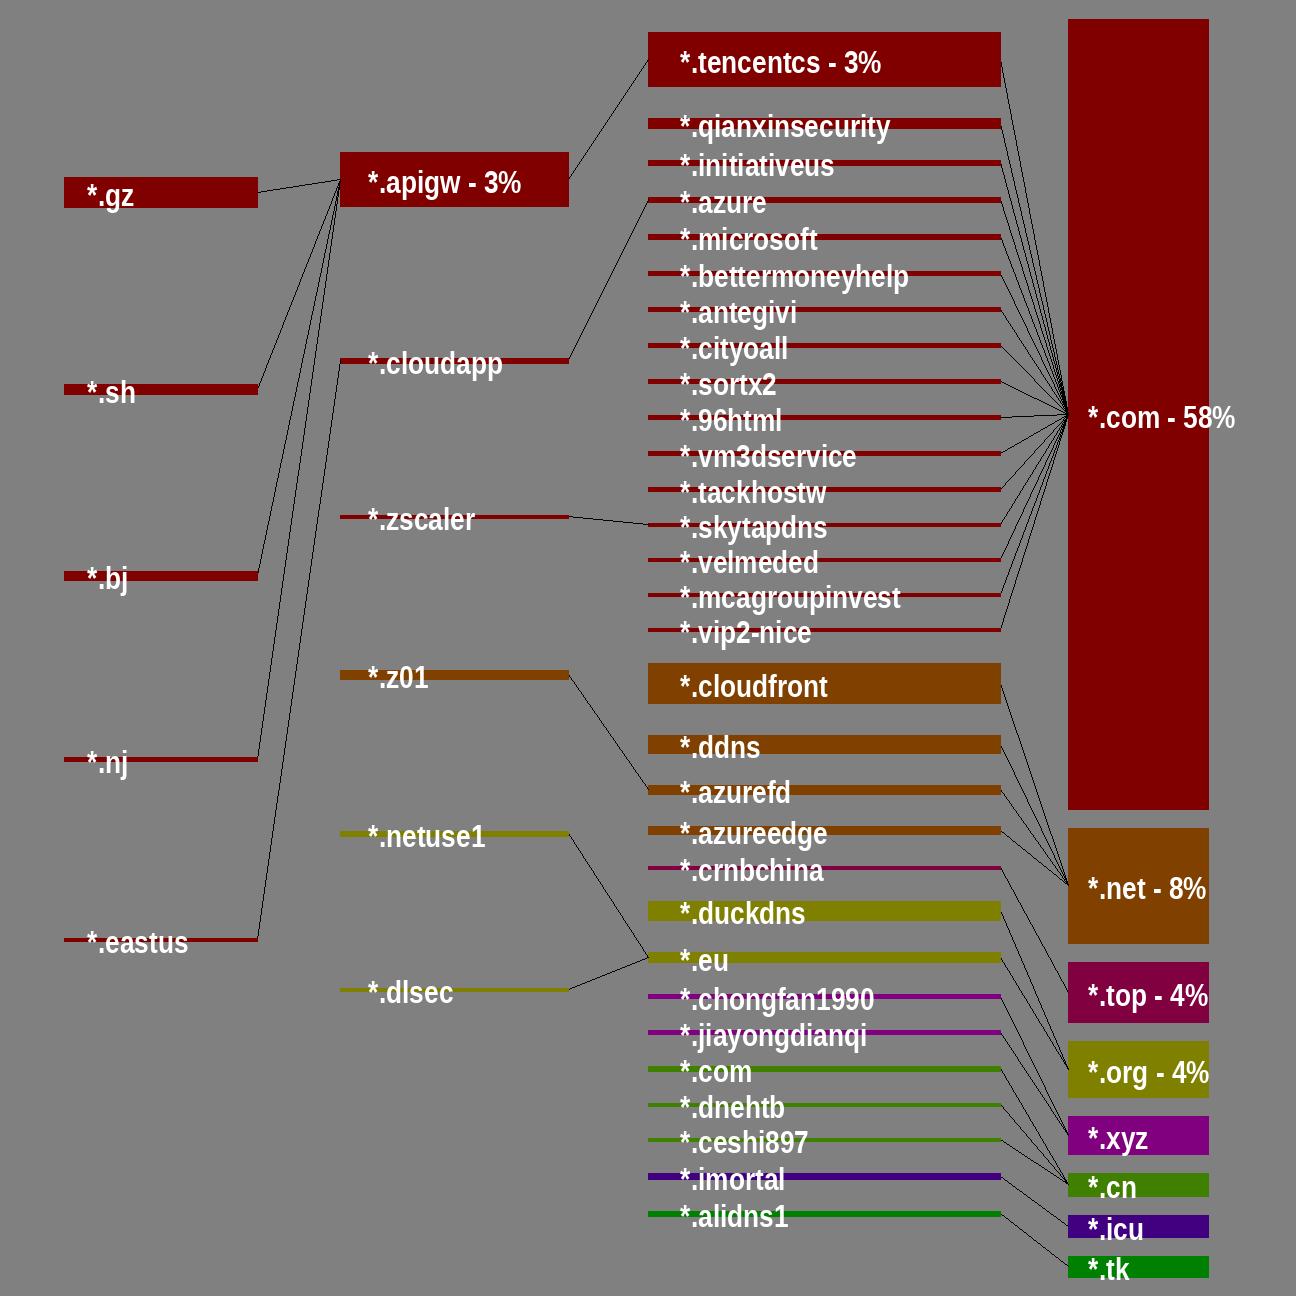 *.gz
*.sh
*.bj
*.nj
*.eastus
*.apigw - 3%
*.cloudapp
*.zscaler
*.z01
*.netuse1
*.dlsec
*.tencentcs - 3%
*.qianxinsecurity
*.initiativeus
*.azure
*.microsoft
*.bettermoneyhelp
*.antegivi
*.cityoall
*.sortx2
*.96html
*.vm3dservice
*.tackhostw
*.skytapdns
*.velmeded
*.mcagroupinvest
*.vip2-nice
*.cloudfront
*.ddns
*.azurefd
*.azureedge
*.crnbchina
*.duckdns
*.eu
*.chongfan1990
*.jiayongdianqi
*.com
*.dnehtb
*.ceshi897
*.imortal
*.alidns1
*.com - 58%
*.net - 8%
*.top - 4%
*.org - 4%
*.xyz
*.cn
*.icu
*.tk